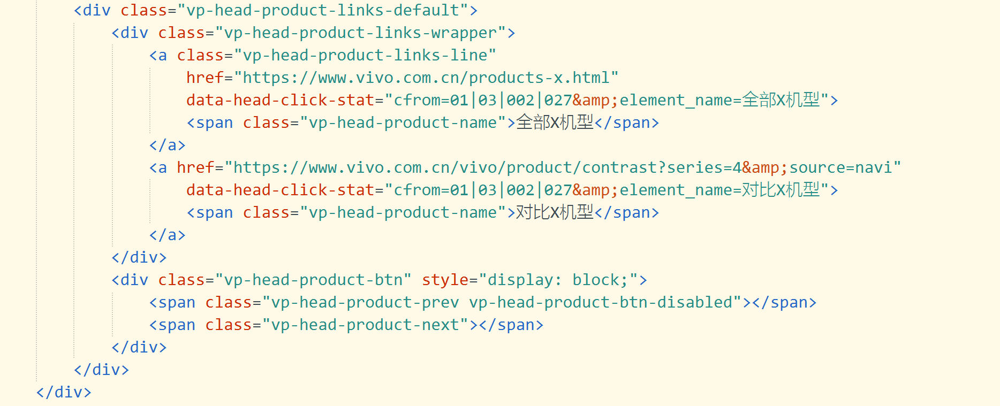 <div class="vp-head-product-links-default">
<div class="vp-head-product-links-wrapper">
<a class="vp-head-product-links-line"
href="https://www.vivo.com.cn/products-x.html"
data-head-click-stat="cfrom=01|03|002|027&amp;element_name=全部X机型">
<span class="vp-head-product-name">全部X机型</span>
</a>
<a href="https://www.vivo.com.cn/vivo/product/contrast?series=4&amp;source=navi"
data-head-click-stat="cfrom=01|03|002|027&amp;element_name=对比X机型">
<span class="vp-head-product-name">对比X机型</span>
</a>
</div>
<div class="vp-head-product-btn" style="display: block;">
<span class="vp-head-product-prev vp-head-product-btn-disabled"></span>
<span class="vp-head-product-next"></span>
</div>
</div>
</div>